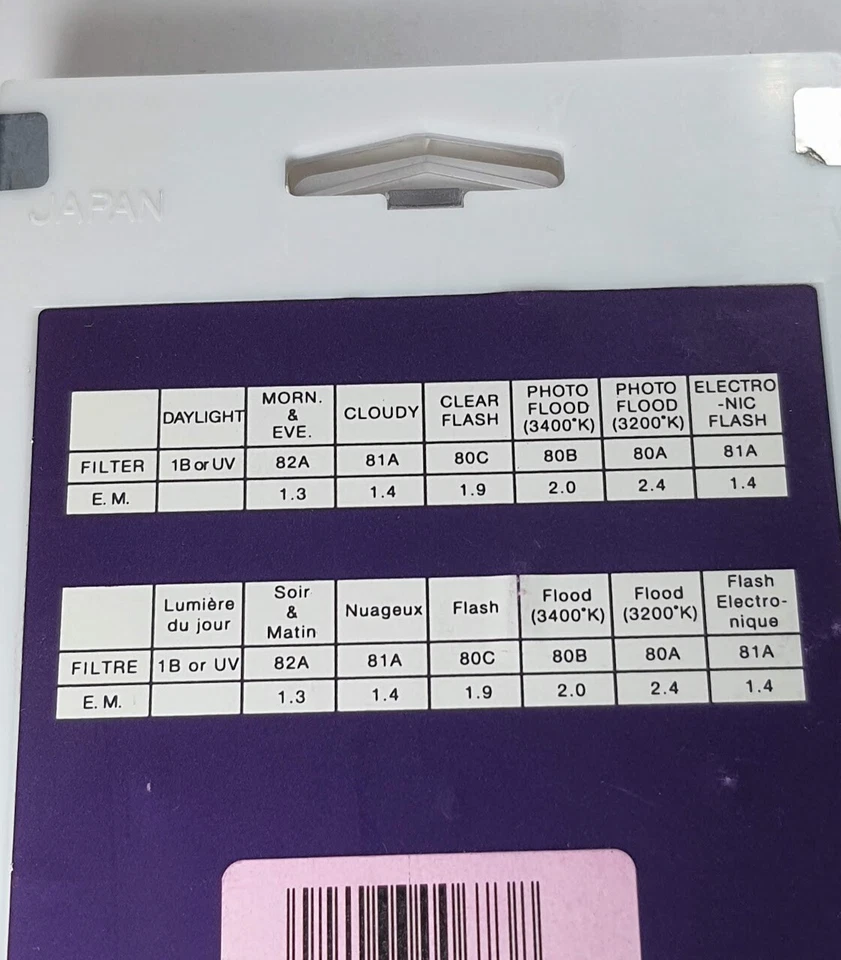 JAPAN
DAYLIGHT MORN. & EVE. CLOUDY CLEAR FLASH PHOTO FLOOD (3400°K) PHOTO FLOOD (3200°K) ELECTRO-NIC FLASH
FILTER 1B or UV 82A 81A 80C 80B 80A 81A
E. M. 1.3 1.4 1.9 2.0 2.4 1.4
Lumière du jour Soir & Matin Nuageux Flash Flood (3400°K) Flood (3200°K) Flash Electro-nique
FILTRE 1B or UV 82A 81A 80C 80B 80A 81A
E. M. 1.3 1.4 1.9 2.0 2.4 1.4